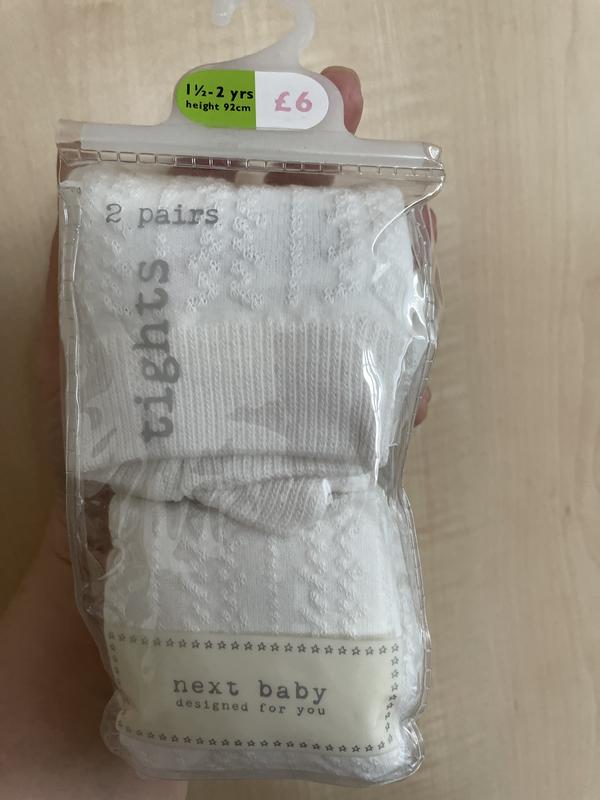 1½-2 yrs
height 92cm
£6
2 pairs
tights
next baby
designed for you